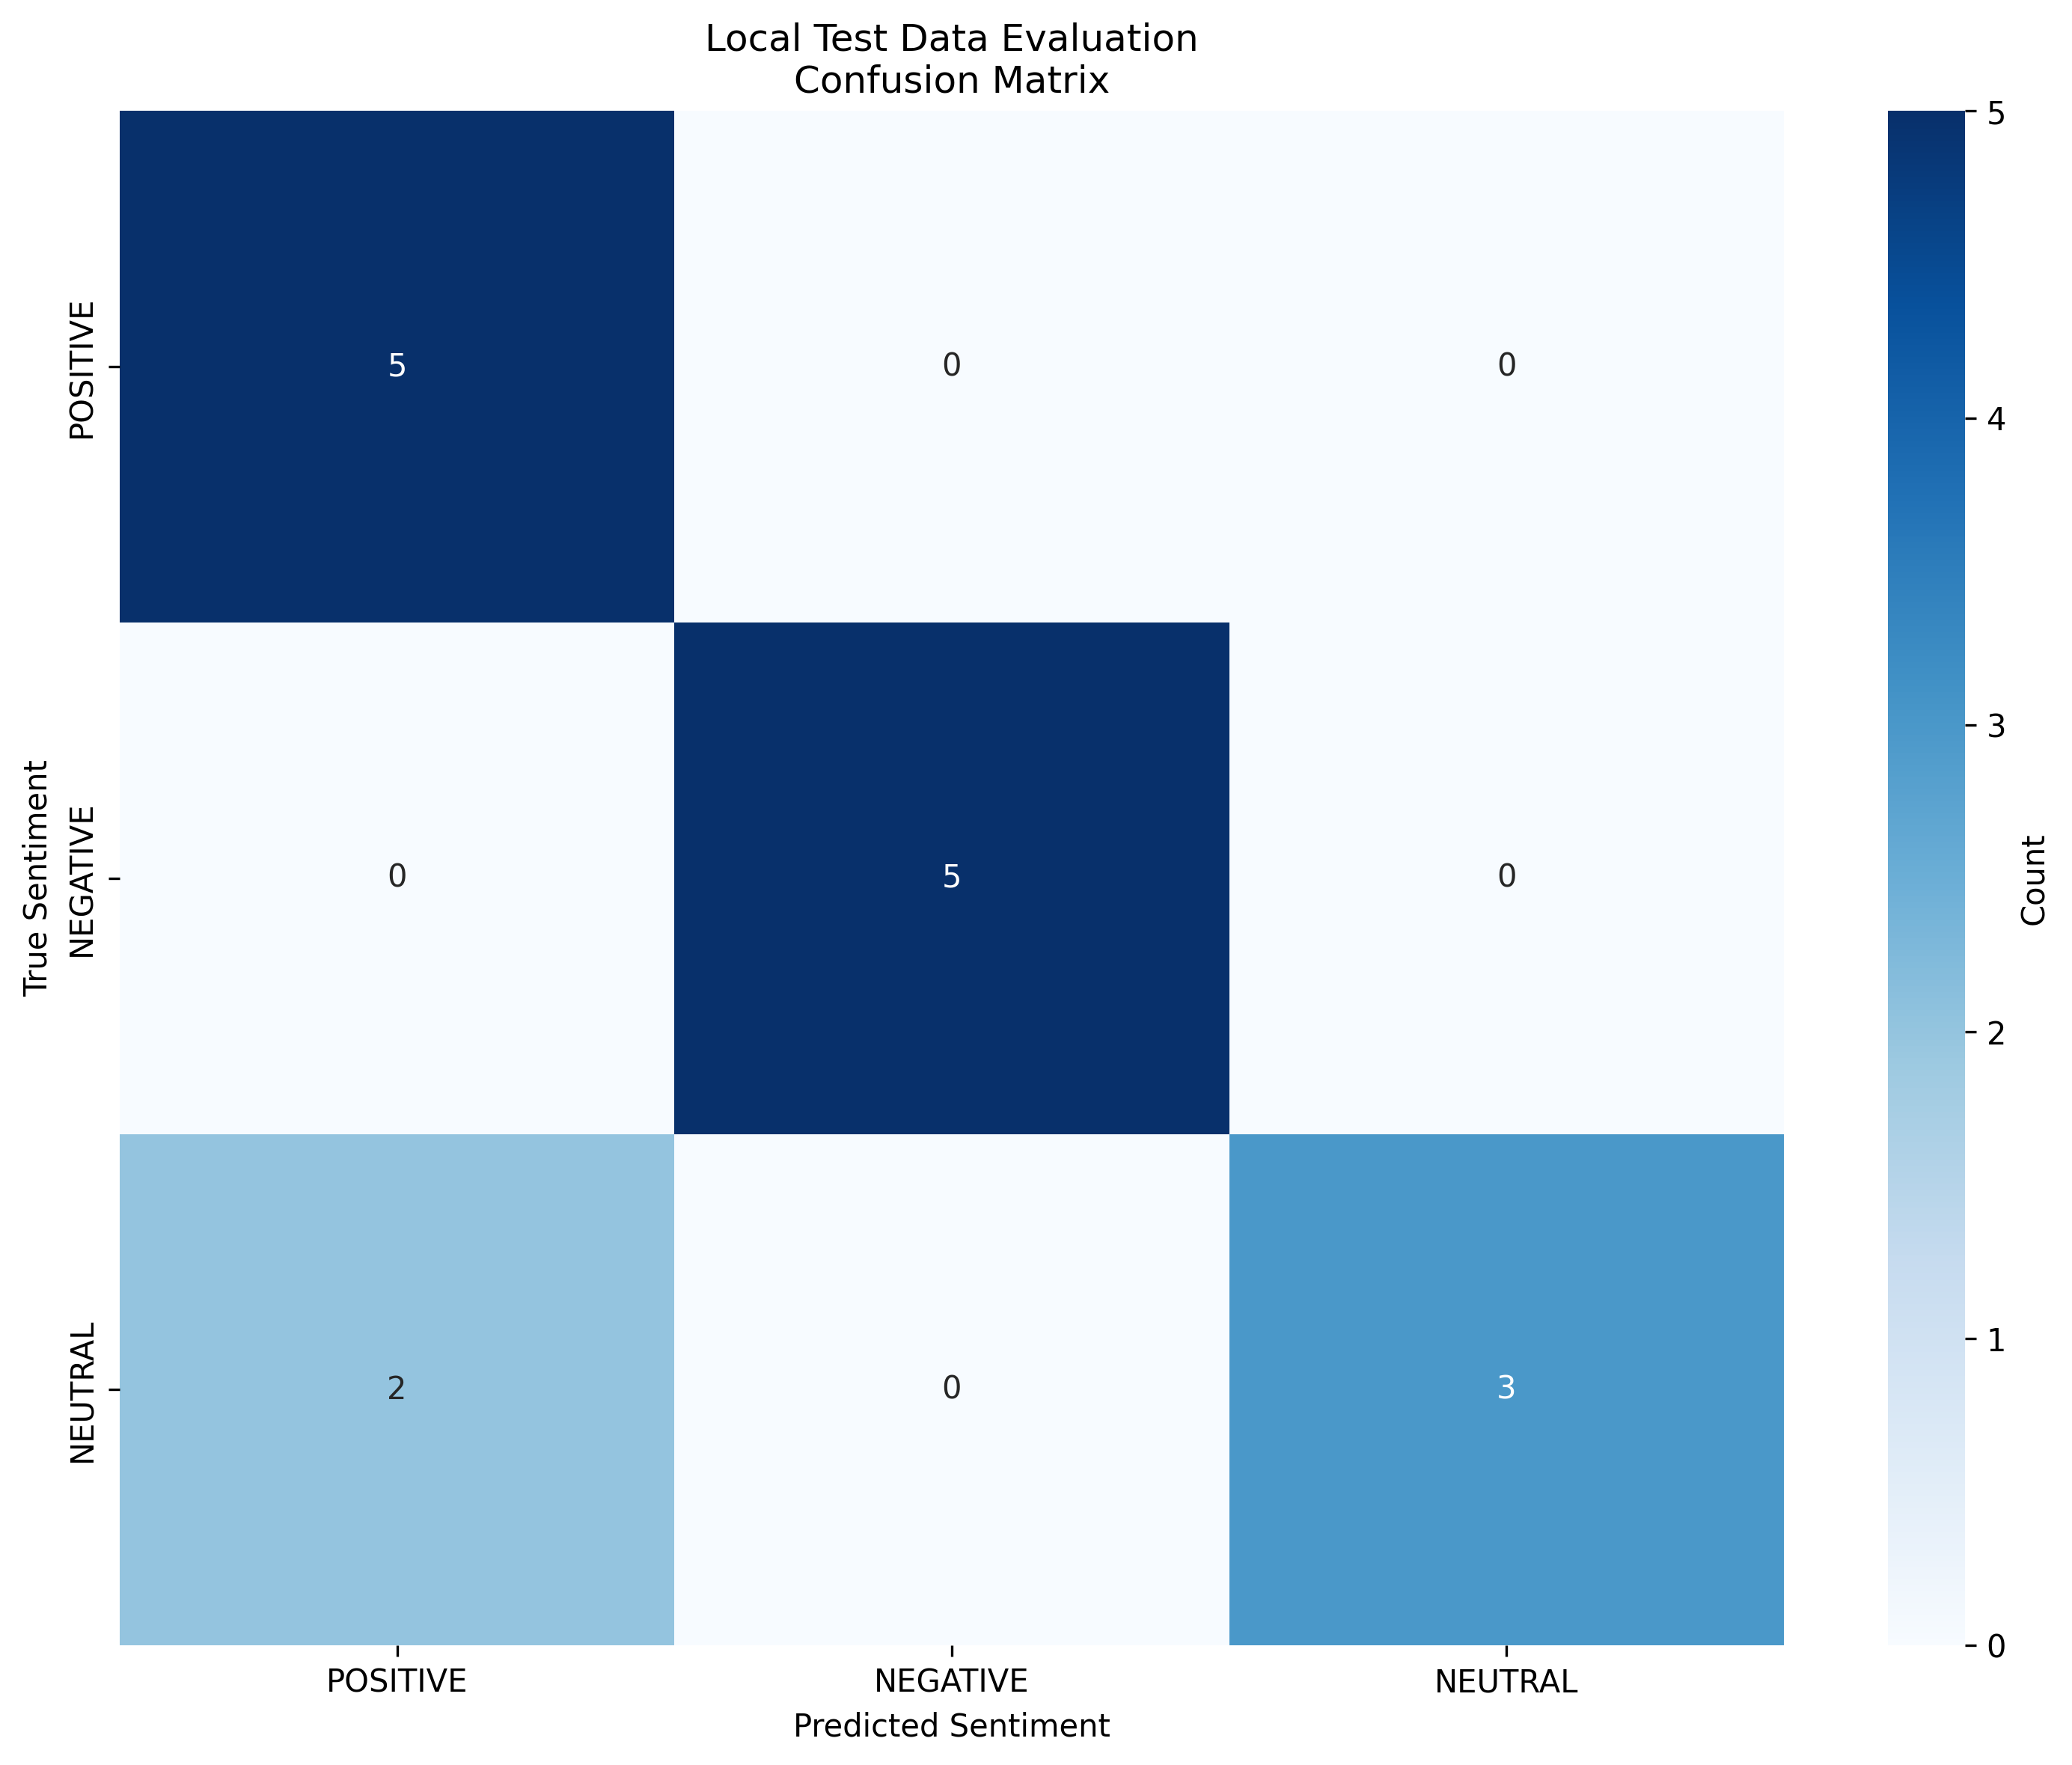 Local Test Data Evaluation
Confusion Matrix
True Sentiment
POSITIVE
5
0
0
NEGATIVE
0
5
0
NEUTRAL
2
0
3
POSITIVE
NEGATIVE
NEUTRAL
Predicted Sentiment
5
4
3
2
1
0
Count